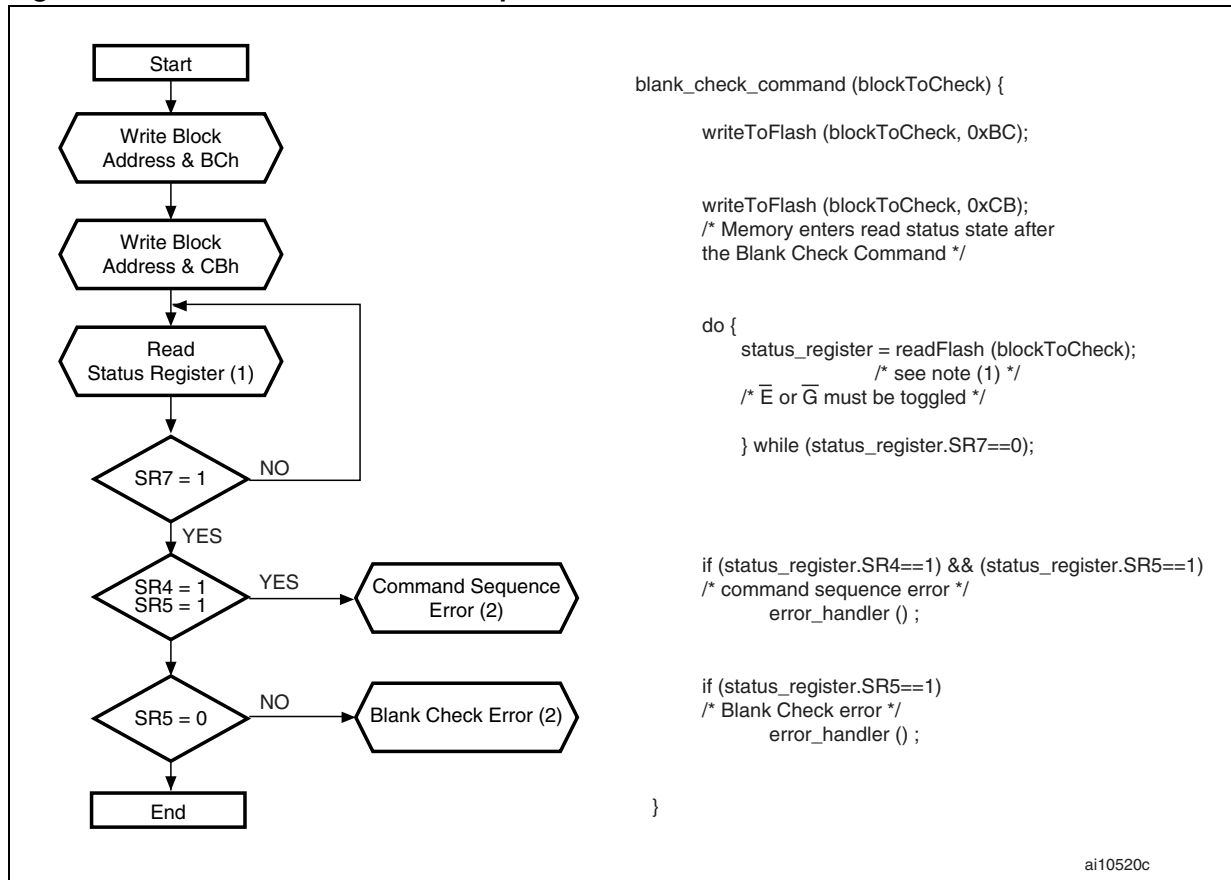 Start
Write Block
Address & BCh
Write Block
Address & CBh
Read
Status Register (1)
SR7 = 1
NO
YES
SR4 = 1
SR5 = 1
YES
Command Sequence
Error (2)
SR5 = 0
NO
Blank Check Error (2)
End
blank_check_command (blockToCheck) {
writeToFlash (blockToCheck, 0xBC);
writeToFlash (blockToCheck, 0xCB);
/* Memory enters read status state after
the Blank Check Command */
do {
status_register = readFlash (blockToCheck);
/* see note (1) */
/* E̅ or G̅ must be toggled */
} while (status_register.SR7==0);
if (status_register.SR4==1) && (status_register.SR5==1)
/* command sequence error */
error_handler () ;
if (status_register.SR5==1)
/* Blank Check error */
error_handler () ;
}
ai10520c